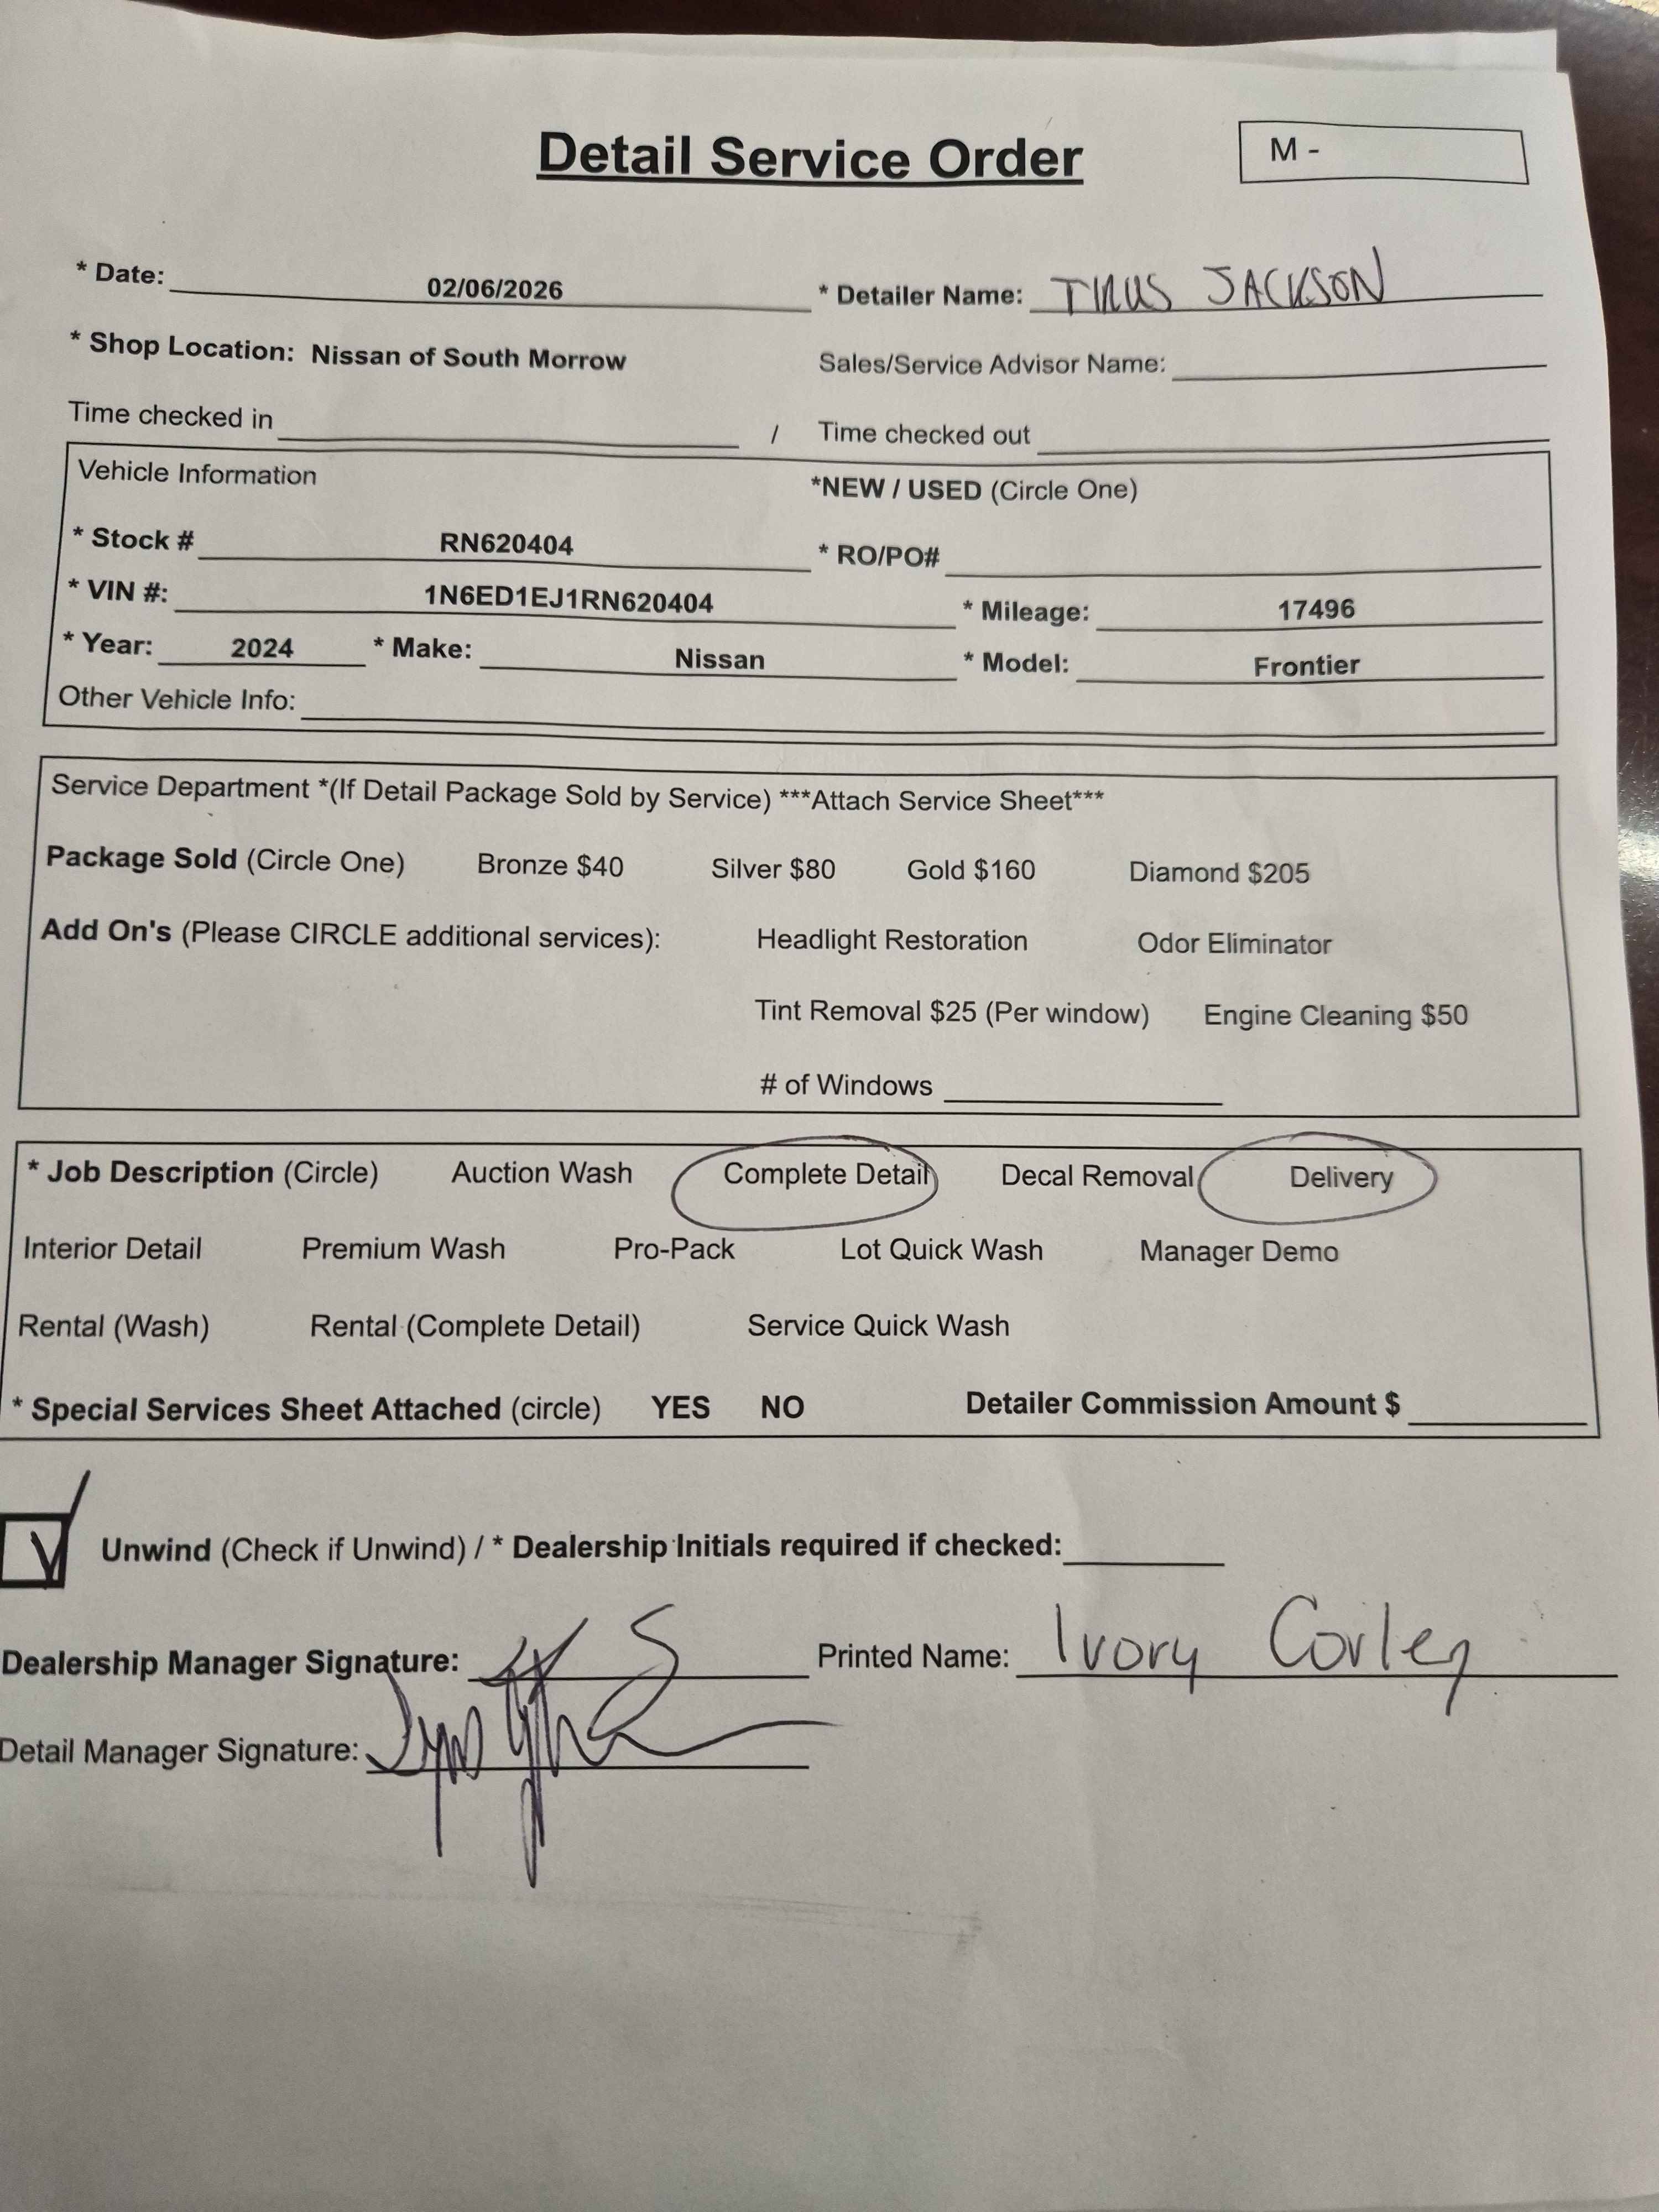 Detail Service Order
M -
* Date: 02/06/2026 * Detailer Name: JACKSON
* Shop Location: Nissan of South Morrow Sales/Service Advisor Name:
Time checked in / Time checked out
Vehicle Information *NEW / USED (Circle One)
* Stock # RN620404 * RO/PO#
* VIN #: 1N6ED1EJ1RN620404 * Mileage: 17496
* Year: 2024 * Make: Nissan * Model: Frontier
Other Vehicle Info:
Service Department *(If Detail Package Sold by Service) ***Attach Service Sheet***
Package Sold (Circle One) Bronze $40 Silver $80 Gold $160 Diamond $205
Add On's (Please CIRCLE additional services): Headlight Restoration Odor Eliminator
Tint Removal $25 (Per window) Engine Cleaning $50
# of Windows
* Job Description (Circle) Auction Wash Complete Detail Decal Removal Delivery
Interior Detail Premium Wash Pro-Pack Lot Quick Wash Manager Demo
Rental (Wash) Rental (Complete Detail) Service Quick Wash
* Special Services Sheet Attached (circle) YES NO Detailer Commission Amount $
Unwind (Check if Unwind) / * Dealership Initials required if checked:
Dealership Manager Signature: Printed Name: Ivory Corley
Detail Manager Signature: